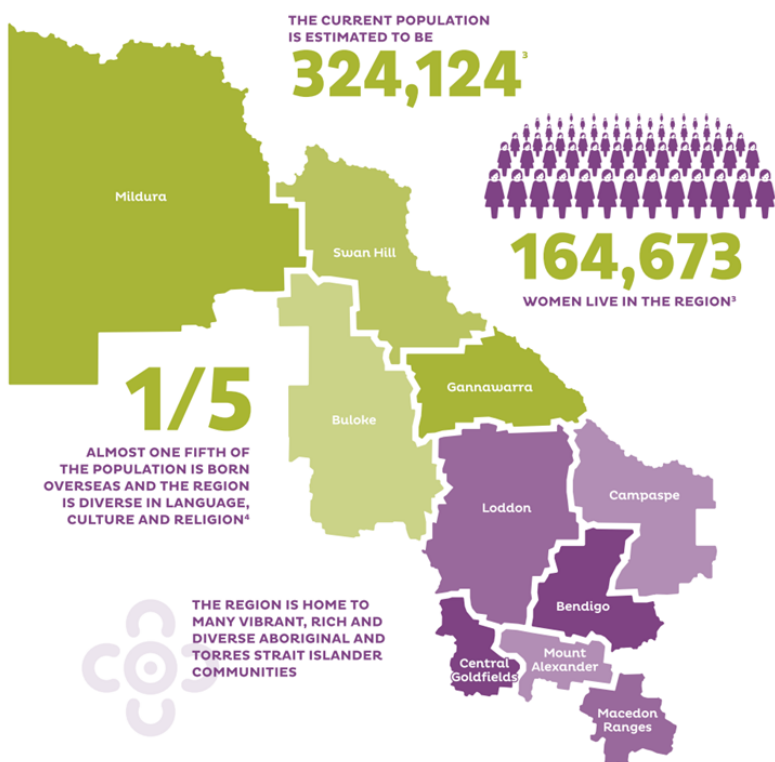 THE CURRENT POPULATION
IS ESTIMATED TO BE
324,124³
164,673
WOMEN LIVE IN THE REGION³
Mildura
Swan Hill
Gannawarra
Buloke
1/5
ALMOST ONE FIFTH OF
THE POPULATION IS BORN
OVERSEAS AND THE REGION
IS DIVERSE IN LANGUAGE,
CULTURE AND RELIGION⁴
Loddon
Campaspe
Bendigo
THE REGION IS HOME TO
MANY VIBRANT, RICH AND
DIVERSE ABORIGINAL AND
TORRES STRAIT ISLANDER
COMMUNITIES
Central
Goldfields
Mount
Alexander
Macedon
Ranges